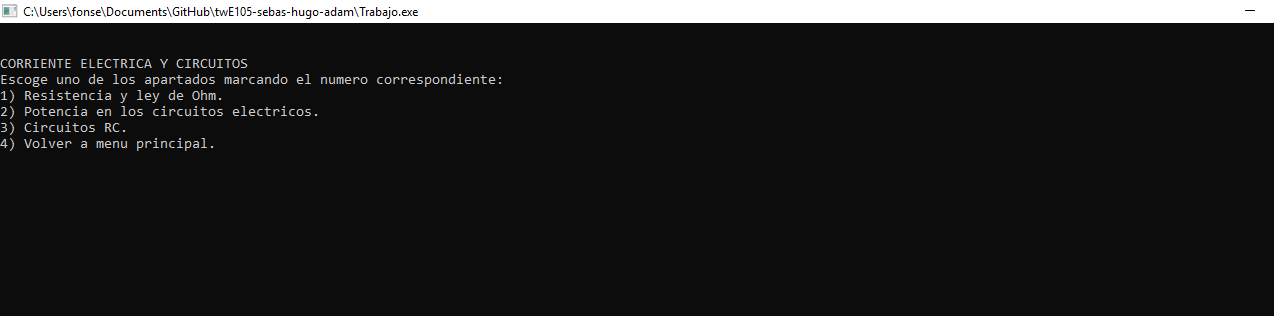 C:\Users\fonse\Documents\GitHub\twE105-sebas-hugo-adam\Trabajo.exe
CORRIENTE ELECTRICA Y CIRCUITOS
Escoge uno de los apartados marcando el numero correspondiente:
1) Resistencia y ley de Ohm.
2) Potencia en los circuitos electricos.
3) Circuitos RC.
4) Volver a menu principal.